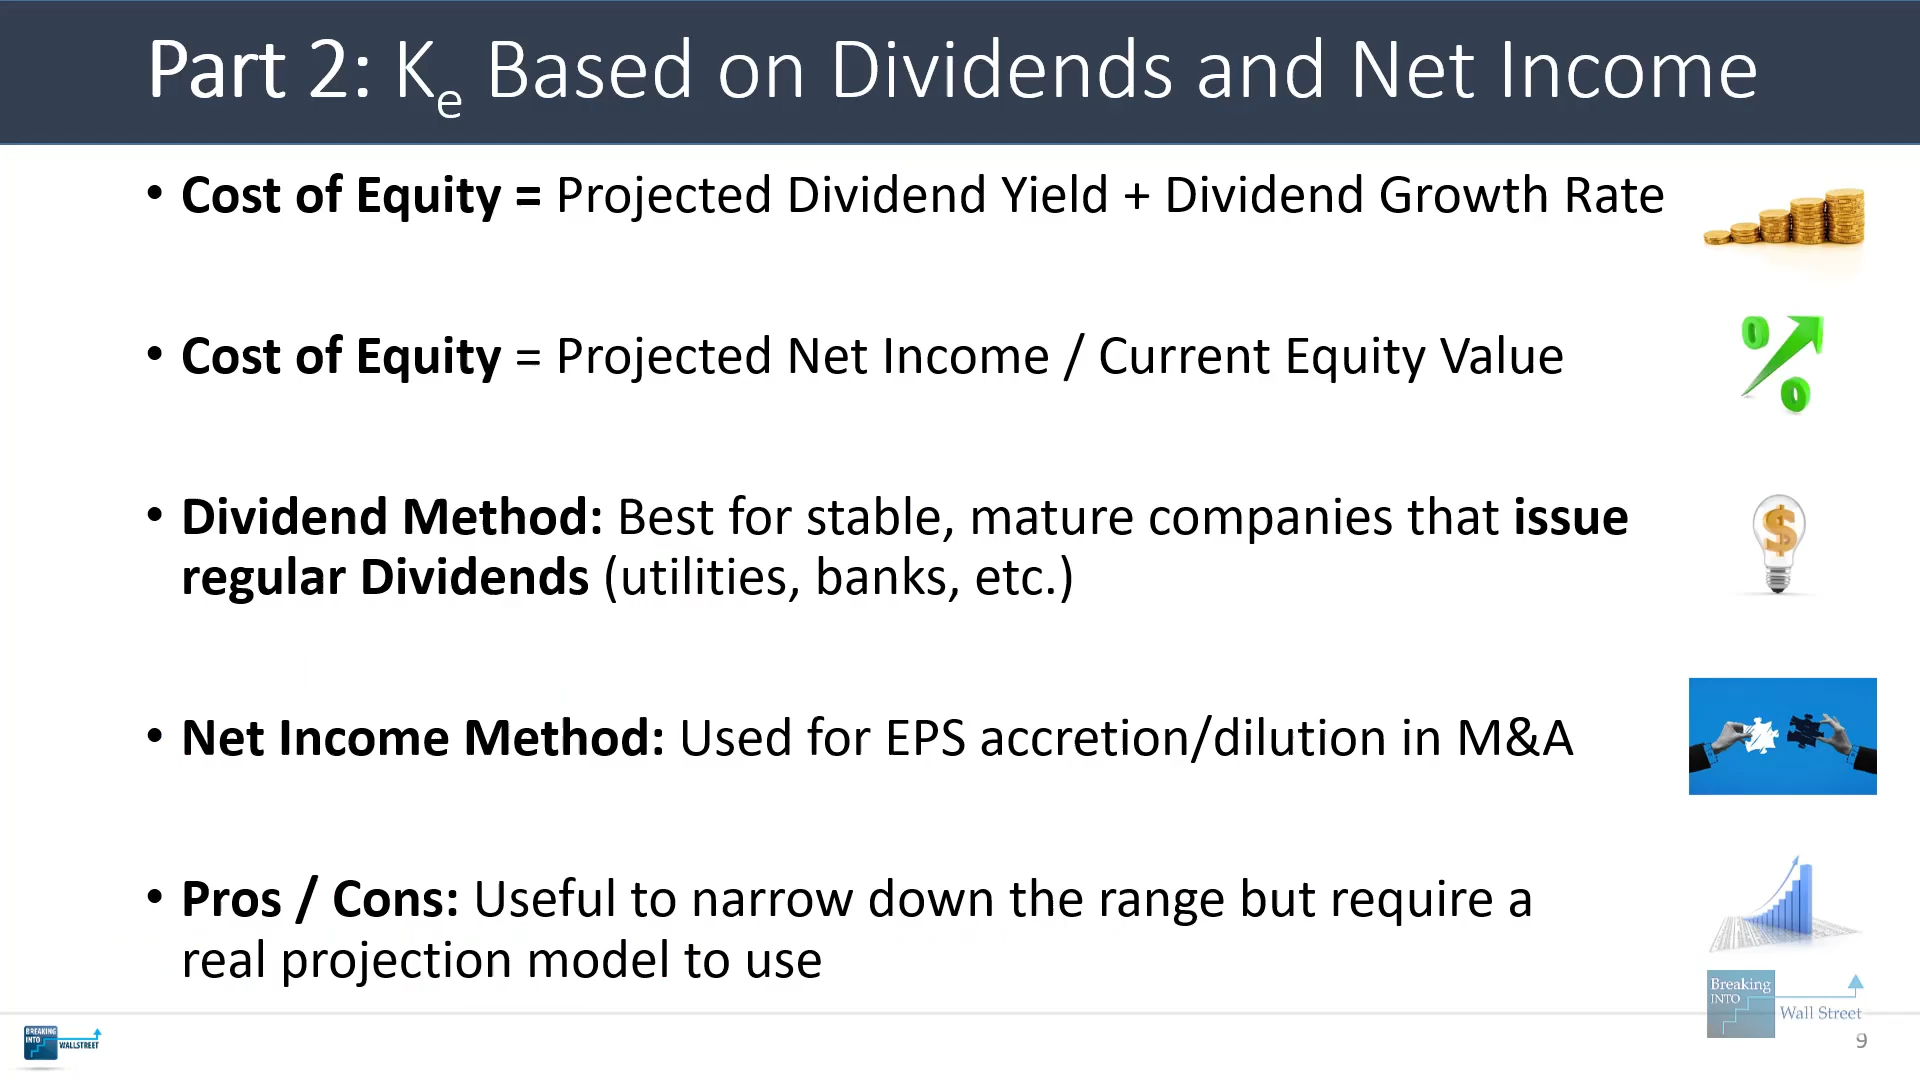 Part 2: Ke Based on Dividends and Net Income
• Cost of Equity = Projected Dividend Yield + Dividend Growth Rate
• Cost of Equity = Projected Net Income / Current Equity Value
• Dividend Method: Best for stable, mature companies that issue
regular Dividends (utilities, banks, etc.)
• Net Income Method: Used for EPS accretion/dilution in M&A
• Pros / Cons: Useful to narrow down the range but require a
real projection model to use
Breaking
INTO
Wall Street
BREAKING
INTO
WALLSTREET
9